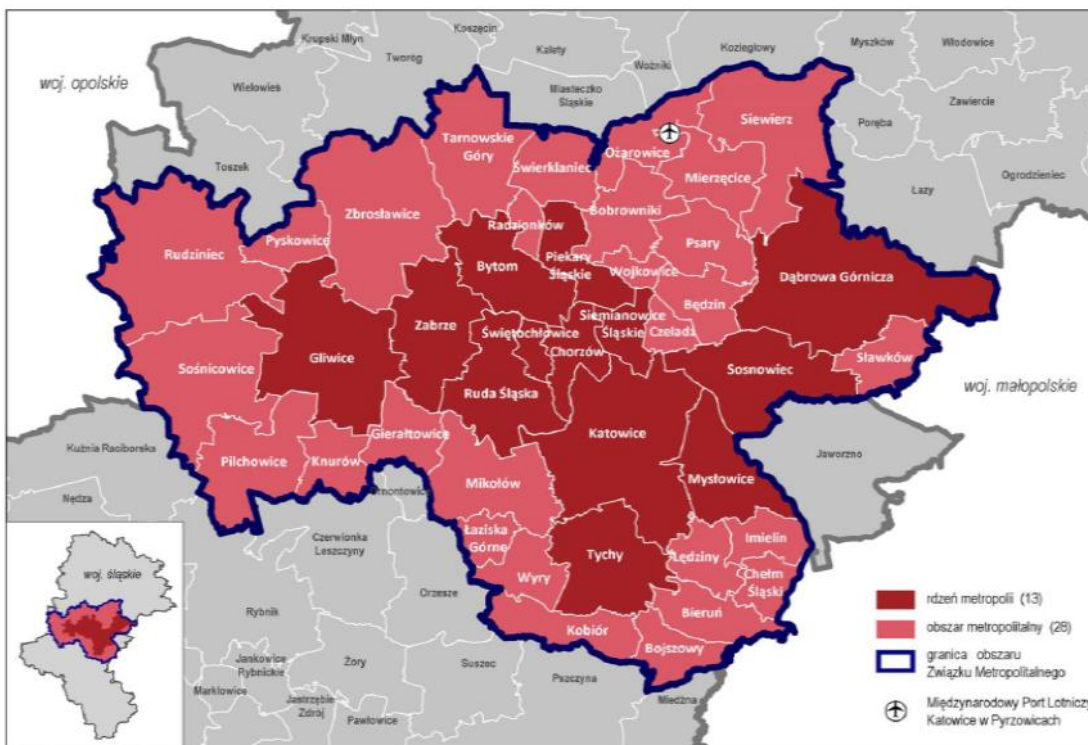 Koszęcin
Krupski Młyn
Tworóg
Kalety
Woźniki
Koziegłowy
Myszków
Włodowice
woj. opolskie
Wielowieś
Miasteczko
Śląskie
Zawiercie
Poręba
Toszek
Tarnowskie
Góry
Świerklaniec
Ożarowice
Siewierz
Mierzęcice
Łazy
Ogrodzieniec
Zbrosławice
Radzionków
Bobrowniki
Rudziniec
Pyskowice
Bytom
Piekary
Śląskie
Wojkowice
Psary
Dąbrowa Górnicza
Będzin
Zabrze
Świętochłowice
Siemianowice
Śląskie
Czeladź
Chorzów
Gliwice
Sośnicowice
Ruda Śląska
Sosnowiec
Sławków
woj. małopolskie
Katowice
Gierałtowice
Kuźnia Raciborska
Pilchowice
Knurów
Mikołów
Mysłowice
Jaworzno
Nędza
Czerwionka
Leszczyny
Łaziska
Górne
Tychy
Lędziny
Imielin
Chełm
Śląski
woj. śląskie
Wyry
Orzesze
Rybnik
Bieruń
Kobiór
Bojszowy
Jankowice
Rybnickie
Żory
Suszec
Pszczyna
Miedźna
Marklowice
Jastrzębie
Zdrój
Pawłowice
rdzeń metropolii (13)
obszar metropolitalny (28)
granica obszaru
Związku Metropolitalnego
Międzynarodowy Port Lotniczy
Katowice w Pyrzowicach